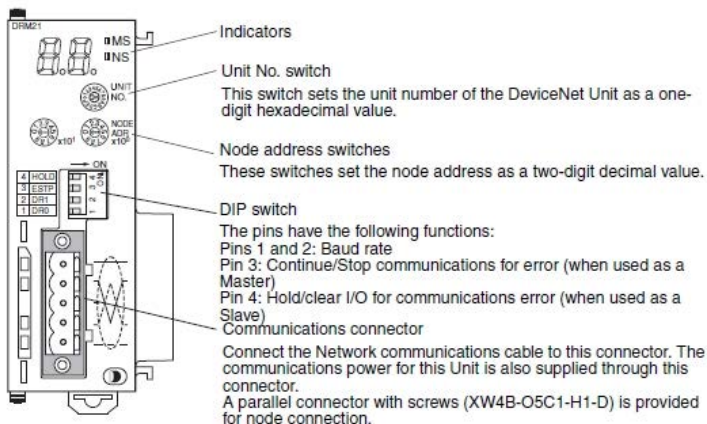 DRM21
MS
NS
UNIT
NO.
NODE
ADR
x10¹
x10⁰
ON
4 HOLD
3 ESTP
2 DR1
1 DR0
1 2 3 4
ON
Indicators
Unit No. switch
This switch sets the unit number of the DeviceNet Unit as a one-
digit hexadecimal value.
Node address switches
These switches set the node address as a two-digit decimal value.
DIP switch
The pins have the following functions:
Pins 1 and 2: Baud rate
Pin 3: Continue/Stop communications for error (when used as a
Master)
Pin 4: Hold/clear I/O for communications error (when used as a
Slave)
Communications connector
Connect the Network communications cable to this connector. The
communications power for this Unit is also supplied through this
connector.
A parallel connector with screws (XW4B-O5C1-H1-D) is provided
for node connection.